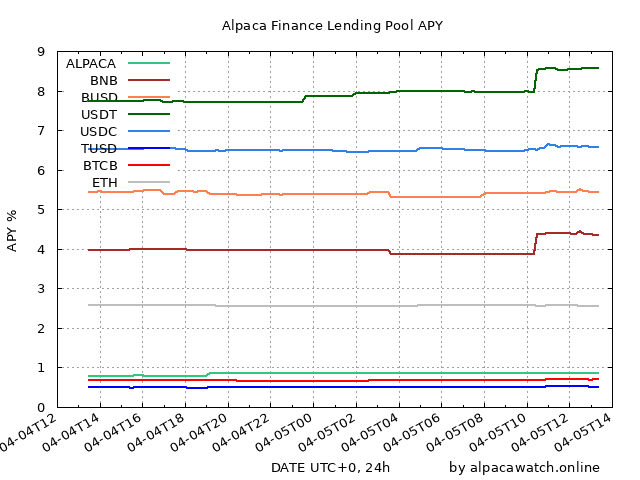 Alpaca Finance Lending Pool APY
9
8
7
6
5
4
3
2
1
0
APY %
ALPACA
BNB
BUSD
USDT
USDC
TUSD
BTCB
ETH
04-04T12
04-04T14
04-04T16
04-04T18
04-04T20
04-04T22
04-05T00
04-05T02
04-05T04
04-05T06
04-05T08
04-05T10
04-05T12
04-05T14
DATE UTC+0, 24h
by alpacawatch.online